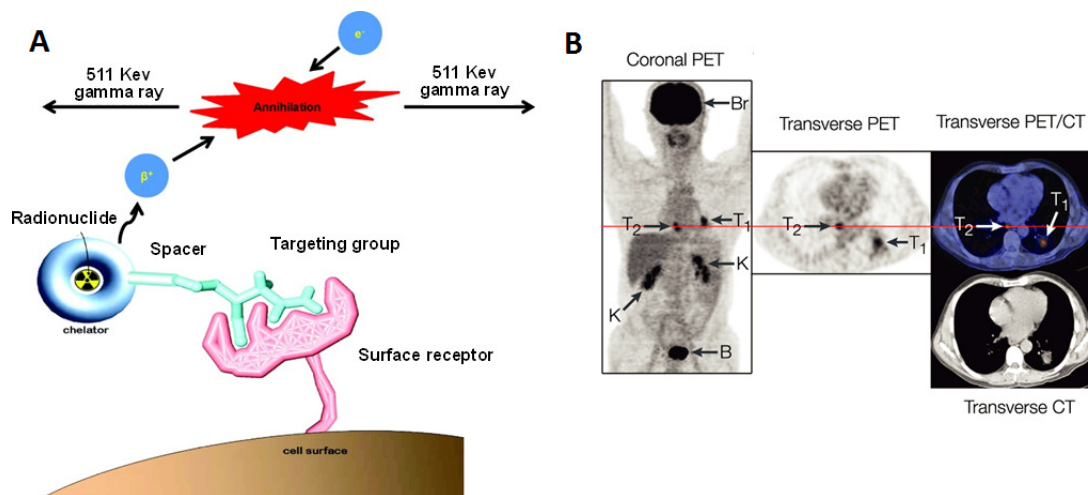 A
e⁻
511 Kev
gamma ray
511 Kev
gamma ray
Annihilation
β⁺
Radionuclide
Spacer
Targeting group
chelator
Surface receptor
cell surface
B
Coronal PET
Br
Transverse PET
Transverse PET/CT
T₂
T₁
T₂
T₁
T₂
T₁
K
K
B
Transverse CT